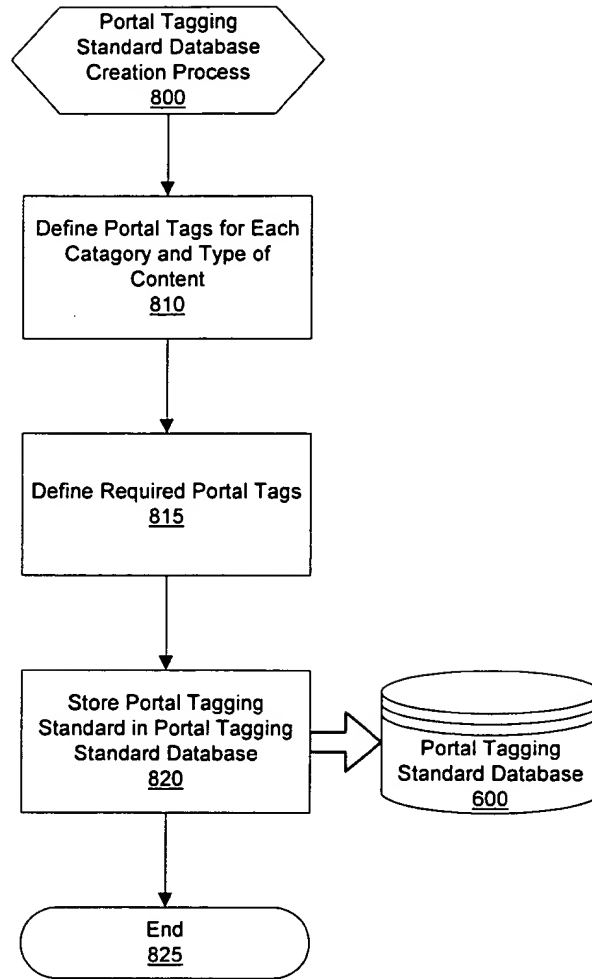 Portal Tagging
Standard Database
Creation Process
800
Define Portal Tags for Each
Catagory and Type of
Content
810
Define Required Portal Tags
815
Store Portal Tagging
Standard in Portal Tagging
Standard Database
820
Portal Tagging
Standard Database
600
End
825